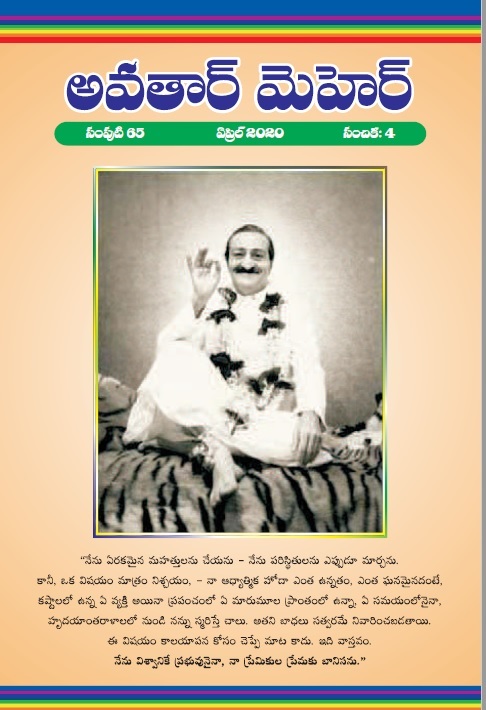 అవతార్ మెహెర్
సంపుటి 65 ఏప్రిల్ 2020 సంచిక: 4
“నేను ఏరకమైన మహత్తులను చేయను - నేను పరిస్థితులను ఎప్పుడూ మార్చను.
కానీ, ఒక విషయం మాత్రం నిశ్చయం, - నా ఆధ్యాత్మిక హోదా ఎంత ఉన్నతం, ఎంత ఘనమైనదంటే,
కష్టాలలో ఉన్న ఏ వ్యక్తి అయినా ప్రపంచంలో ఏ మారుమూల ప్రాంతంలో ఉన్నా, ఏ సమయంలోనైనా,
హృదయాంతరాళాలలో నుండి నన్ను స్మరిస్తే చాలు. అతని బాధలు సత్వరమే నివారించబడతాయి.
ఈ విషయం కాలయాపన కోసం చెప్పే మాట కాదు. ఇది వాస్తవం.
నేను విశ్వానికే ప్రభువునైనా, నా ప్రేమికుల ప్రేమకు బానిసను.”